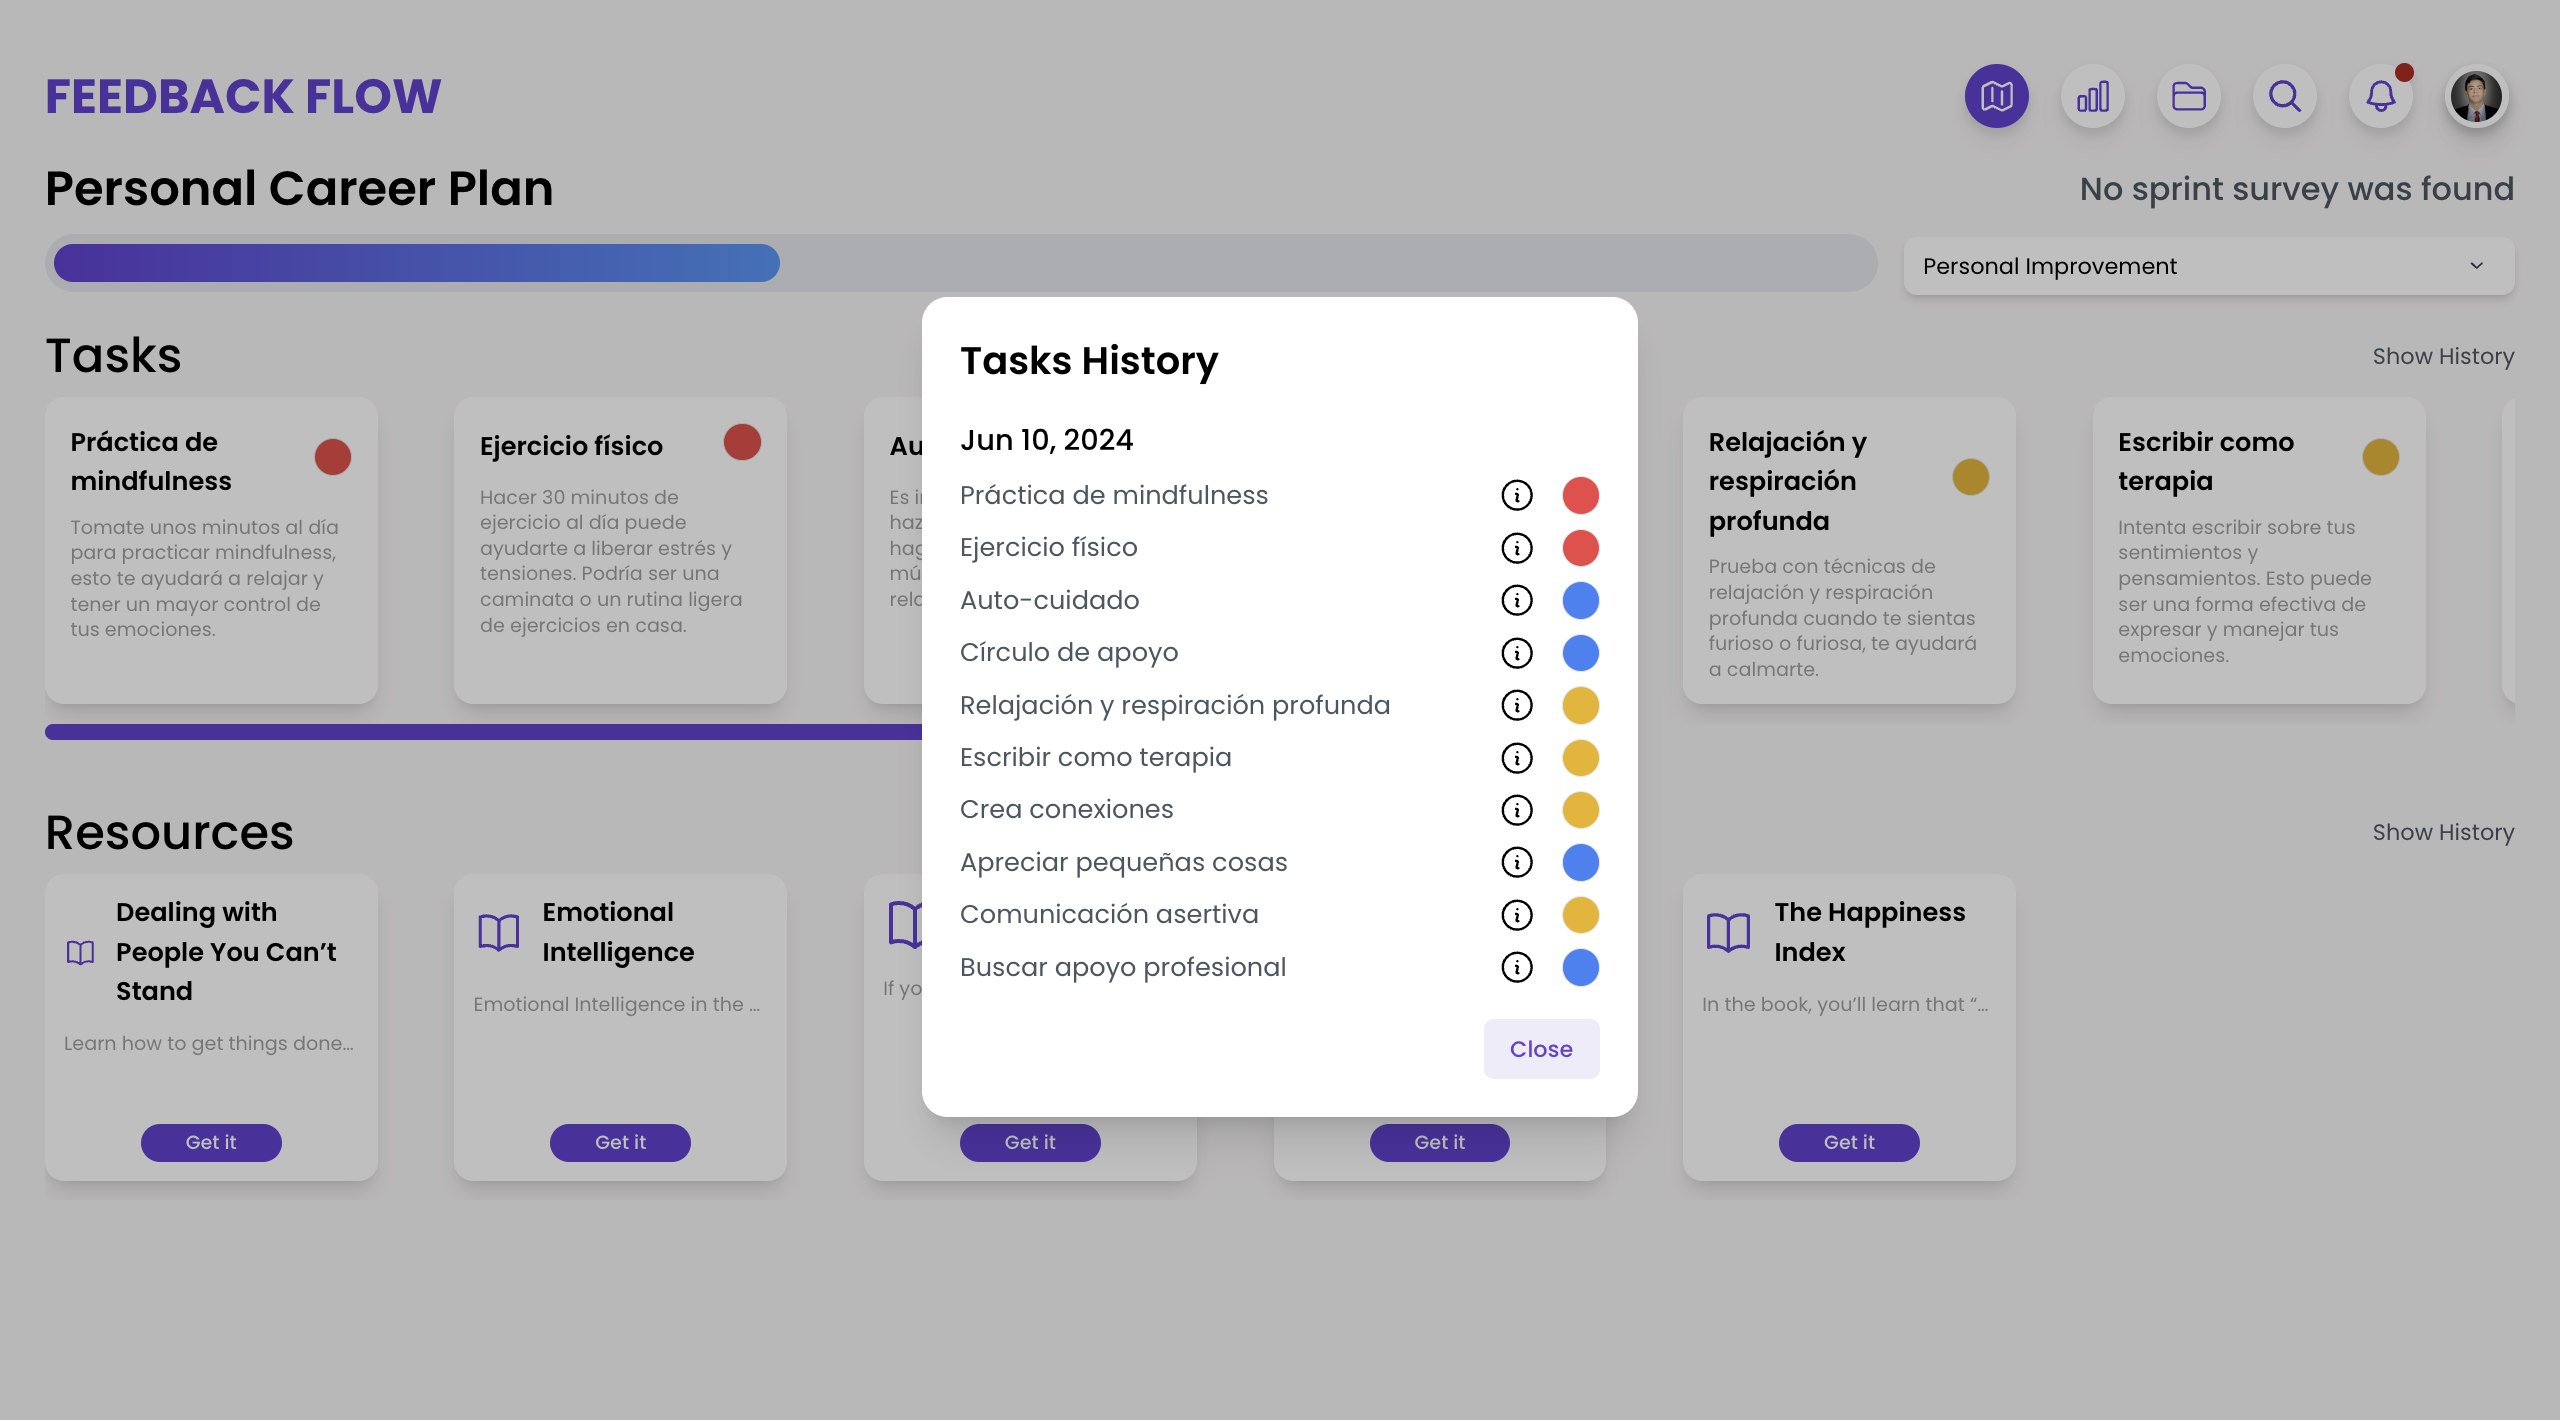 FEEDBACK FLOW
Personal Career Plan
No sprint survey was found
Personal Improvement
Tasks
Show History
Práctica de
mindfulness
Tomate unos minutos al día
para practicar mindfulness,
esto te ayudará a relajar y
tener un mayor control de
tus emociones.
Ejercicio físico
Hacer 30 minutos de
ejercicio al día puede
ayudarte a liberar estrés y
tensiones. Podría ser una
caminata o un rutina ligera
de ejercicios en casa.
Relajación y
respiración
profunda
Prueba con técnicas de
relajación y respiración
profunda cuando te sientas
furioso o furiosa, te ayudará
a calmarte.
Escribir como
terapia
Intenta escribir sobre tus
sentimientos y
pensamientos. Esto puede
ser una forma efectiva de
expresar y manejar tus
emociones.
Tasks History
Jun 10, 2024
Práctica de mindfulness
Ejercicio físico
Auto-cuidado
Círculo de apoyo
Relajación y respiración profunda
Escribir como terapia
Crea conexiones
Apreciar pequeñas cosas
Comunicación asertiva
Buscar apoyo profesional
Close
Resources
Show History
Dealing with
People You Can't
Stand
Learn how to get things done...
Get it
Emotional
Intelligence
Emotional Intelligence in the ...
Get it
If yo
Get it
Get it
The Happiness
Index
In the book, you'll learn that “...
Get it